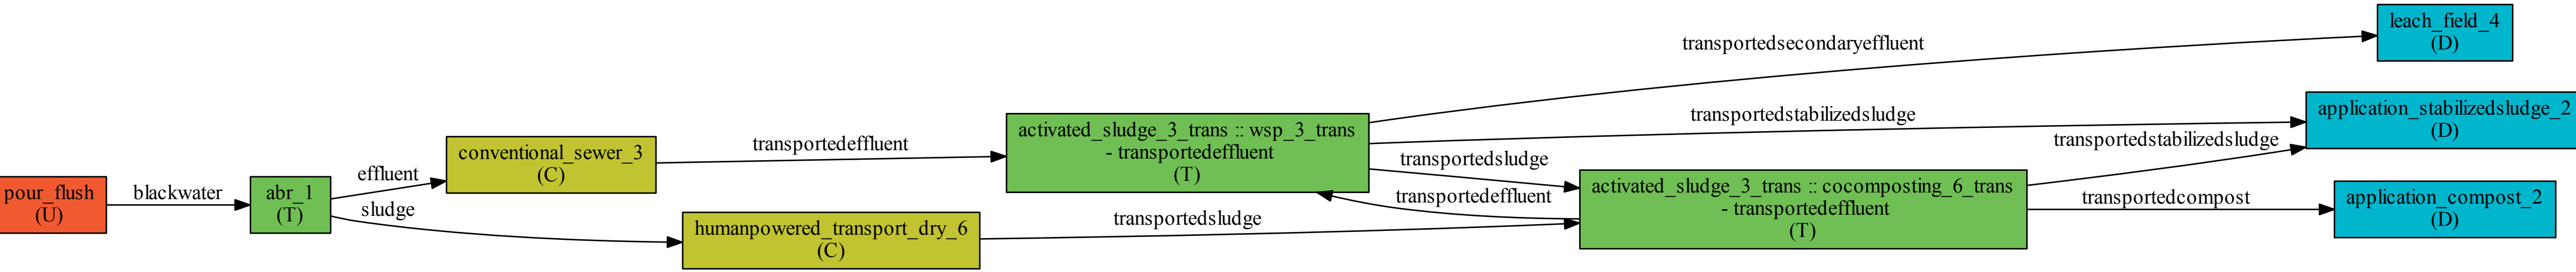 pour_flush
(U)
blackwater
abr_1
(T)
effluent
sludge
conventional_sewer_3
(C)
humanpowered_transport_dry_6
(C)
transportedeffluent
transportedsludge
activated_sludge_3_trans :: wsp_3_trans
- transportedeffluent
(T)
transportedsecondaryeffluent
transportedstabilizedsludge
transportedsludge
transportedeffluent
activated_sludge_3_trans :: cocomposting_6_trans
- transportedeffluent
(T)
transportedstabilizedsludge
transportedcompost
leach_field_4
(D)
application_stabilizedsludge_2
(D)
application_compost_2
(D)